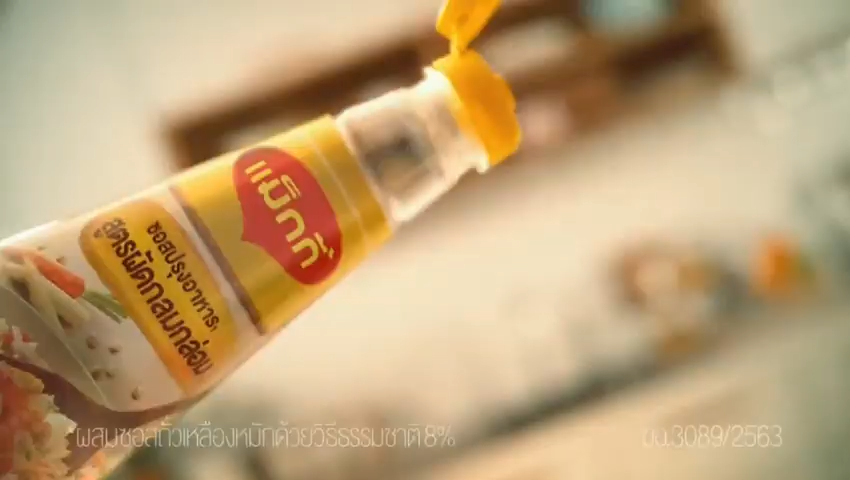 แม็กกี้
ซอสปรุงอาหาร
สูตรผัดกลมกล่อม
ผสมซอสถั่วเหลืองหมักด้วยวิธีธรรมชาติ 8%
ฆอ.3089/2563